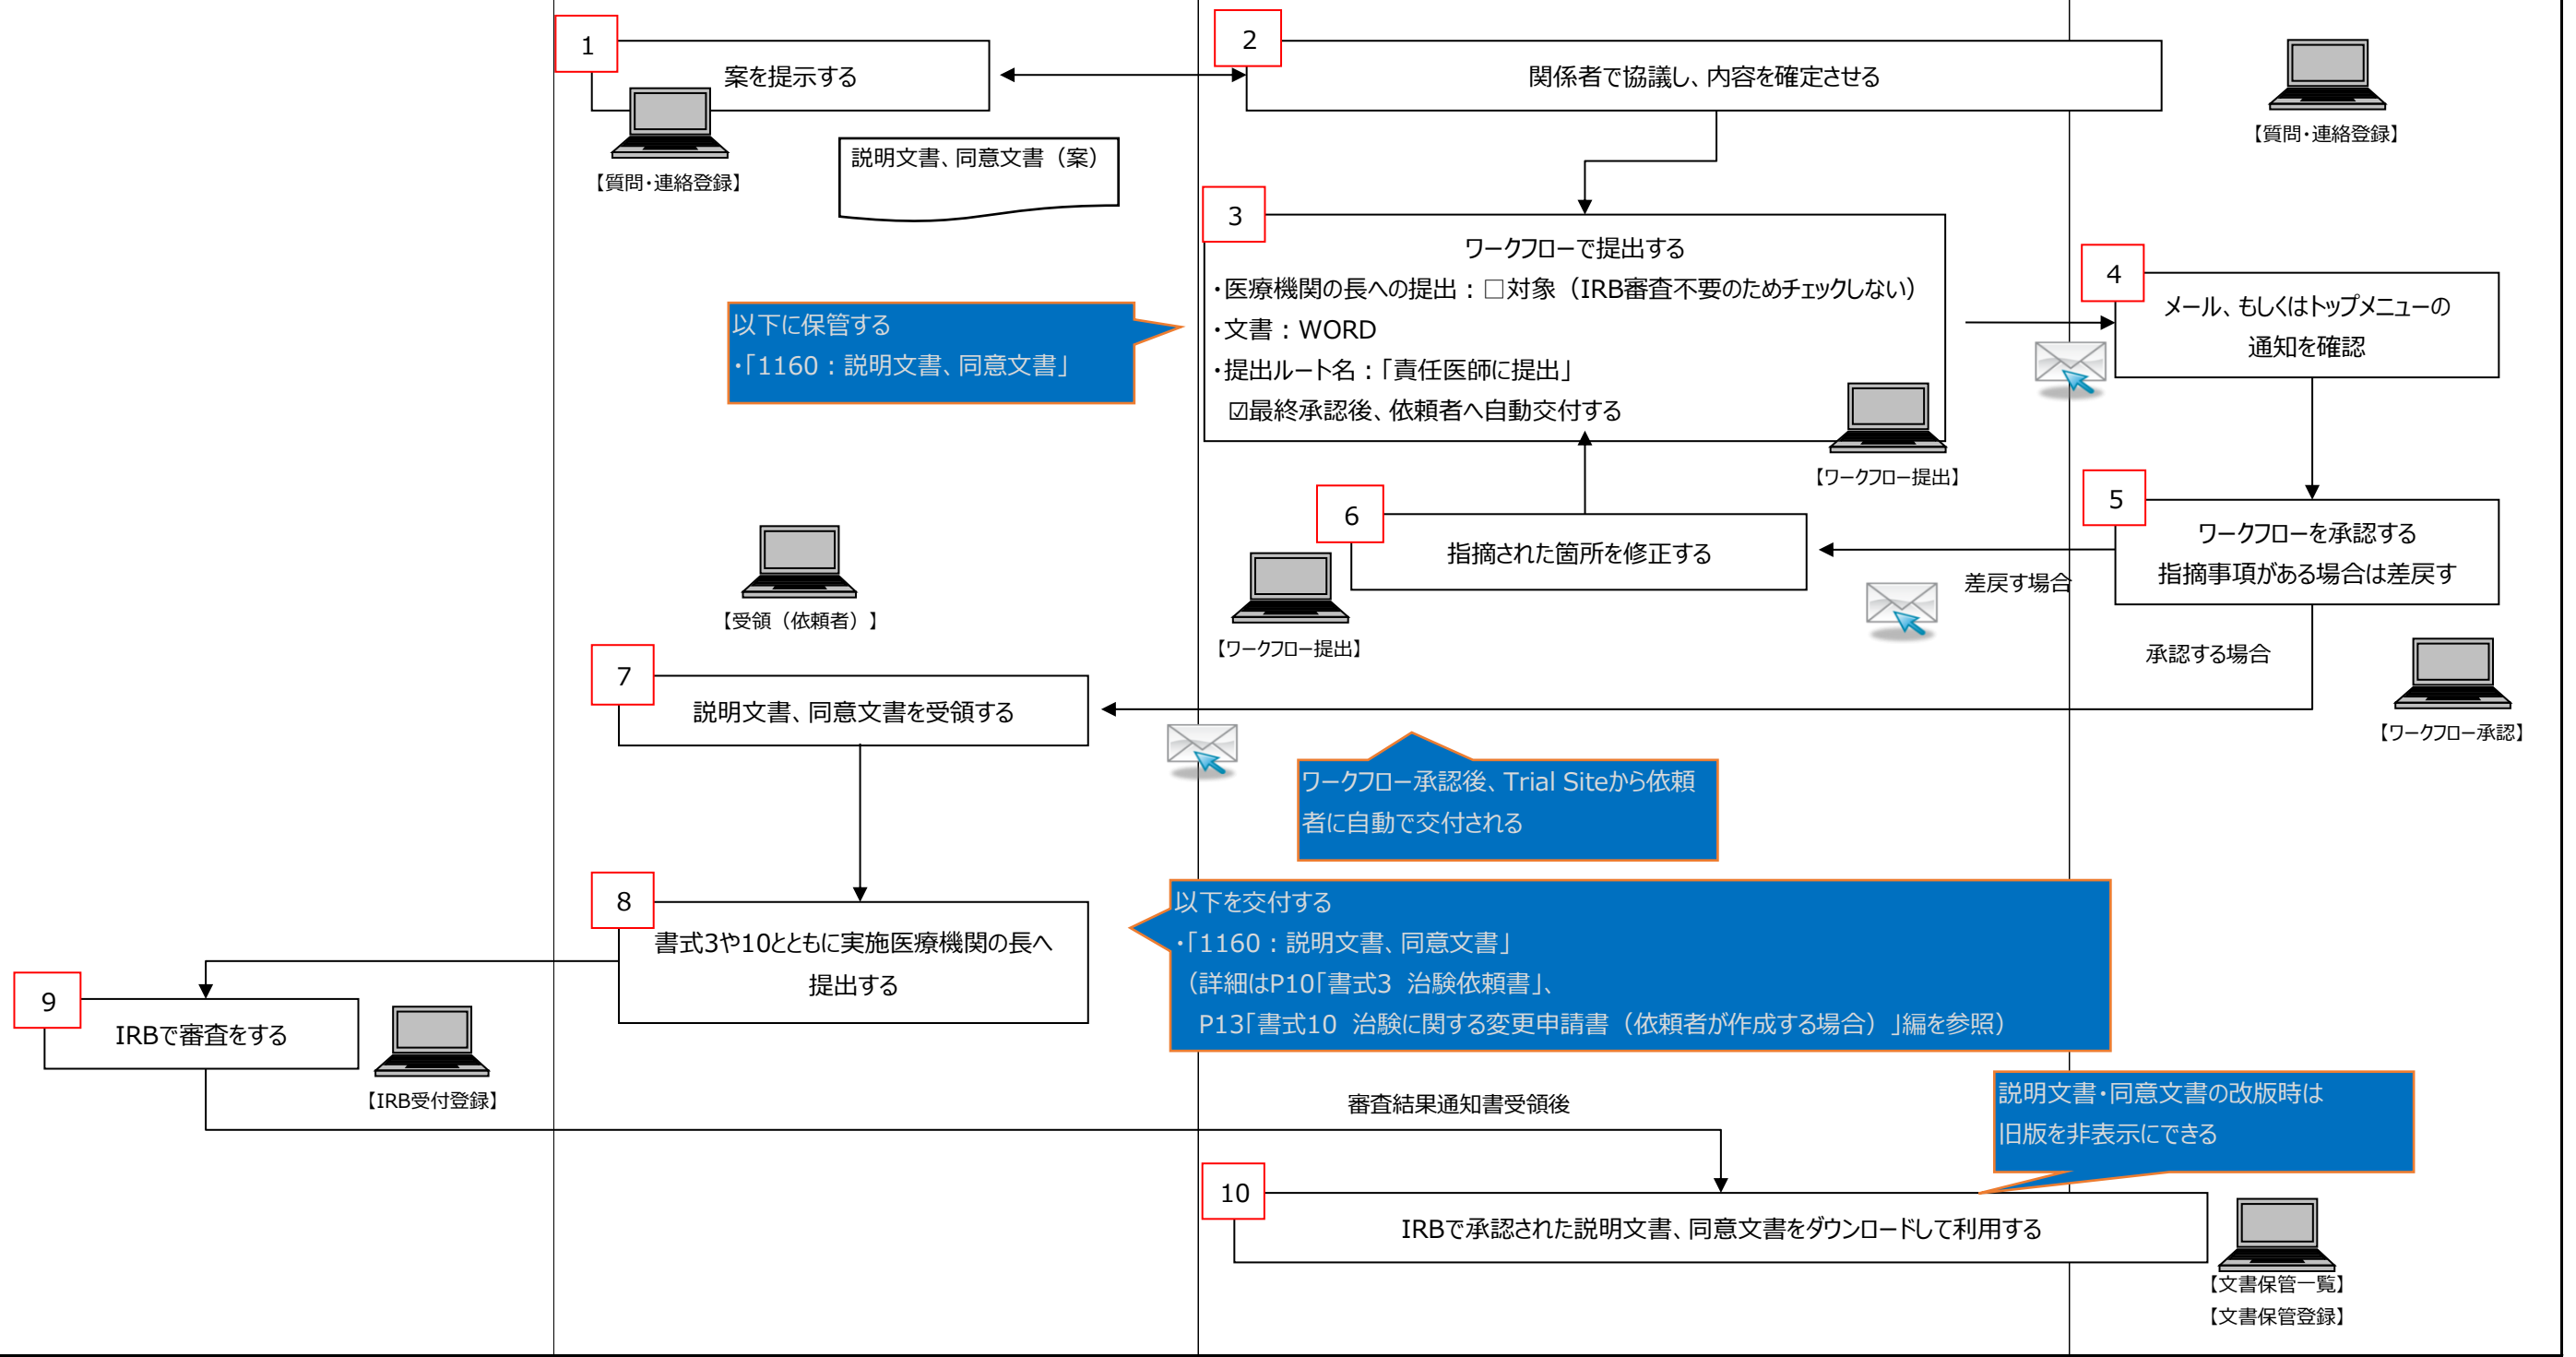 1
案を提示する
【質問・連絡登録】
説明文書、同意文書（案）
2
関係者で協議し、内容を確定させる
【質問・連絡登録】
3
ワークフローで提出する
・医療機関の長への提出：□対象（IRB審査不要のためチェックしない）
・文書：WORD
・提出ルート名：「責任医師に提出」
☑最終承認後、依頼者へ自動交付する
【ワークフロー提出】
以下に保管する
・「1160：説明文書、同意文書」
4
メール、もしくはトップメニューの
通知を確認
5
ワークフローを承認する
指摘事項がある場合は差戻す
差戻す場合
承認する場合
【ワークフロー承認】
6
指摘された箇所を修正する
【ワークフロー提出】
【受領（依頼者）】
7
説明文書、同意文書を受領する
ワークフロー承認後、Trial Siteから依頼
者に自動で交付される
8
書式3や10とともに実施医療機関の長へ
提出する
以下を交付する
・「1160：説明文書、同意文書」
（詳細はP10「書式3 治験依頼書」、
P13「書式10 治験に関する変更申請書（依頼者が作成する場合）」編を参照）
9
IRBで審査をする
【IRB受付登録】
審査結果通知書受領後
説明文書・同意文書の改版時は
旧版を非表示にできる
10
IRBで承認された説明文書、同意文書をダウンロードして利用する
【文書保管一覧】
【文書保管登録】